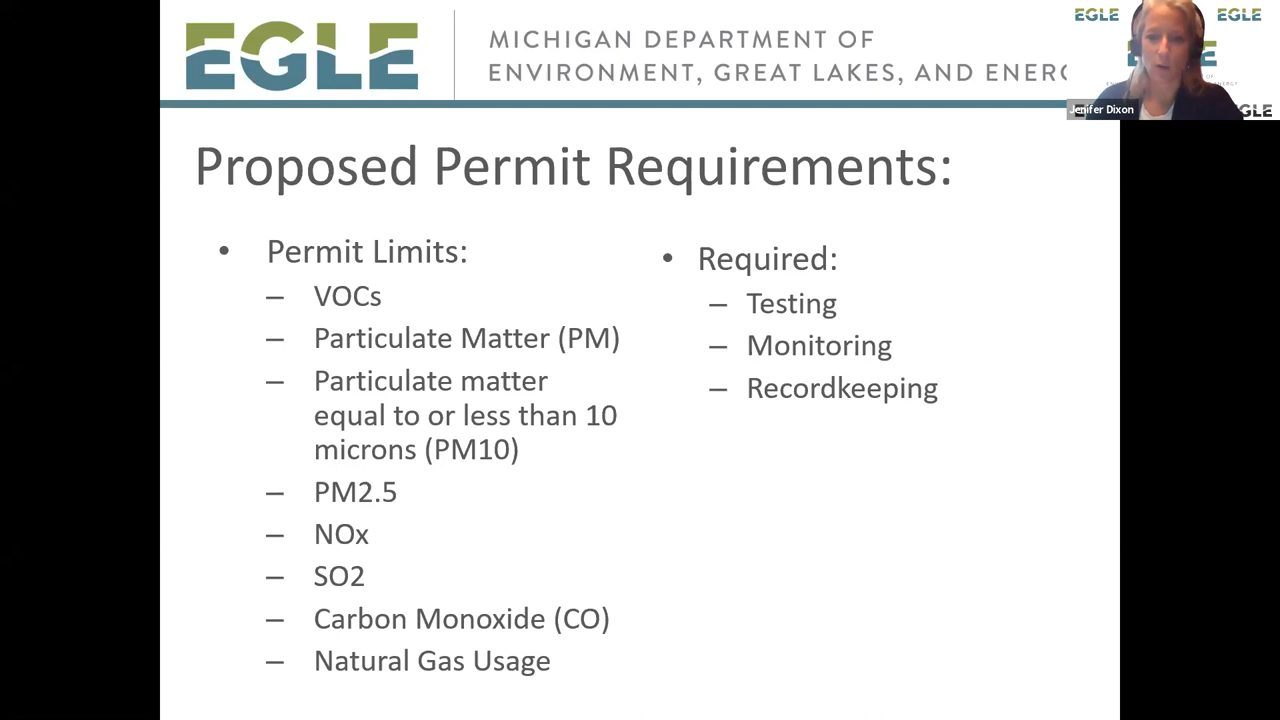 EGLE
MICHIGAN DEPARTMENT OF
ENVIRONMENT, GREAT LAKES, AND ENERG
EGLE
EGLE
Jenifer Dixon
EGLE
Proposed Permit Requirements:
• Permit Limits:
– VOCs
– Particulate Matter (PM)
– Particulate matter
equal to or less than 10
microns (PM10)
– PM2.5
– NOx
– SO2
– Carbon Monoxide (CO)
– Natural Gas Usage
• Required:
– Testing
– Monitoring
– Recordkeeping